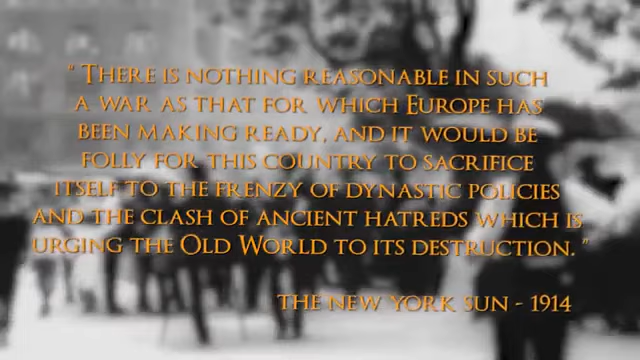 " There is nothing reasonable in such
a war as that for which Europe has
been making ready, and it would be
folly for this country to sacrifice
itself to the frenzy of dynastic policies
and the clash of ancient hatreds which is
urging the Old World to its destruction. "
The New York Sun - 1914